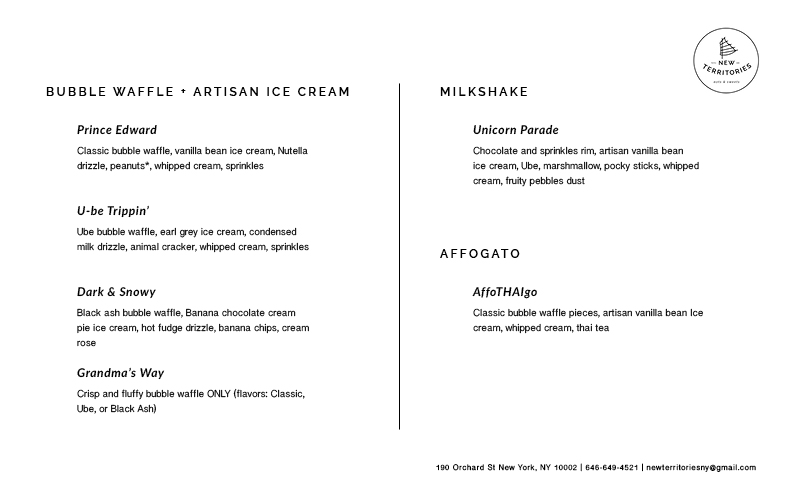 NEW
TERRITORIES
BUBBLE WAFFLE + ARTISAN ICE CREAM
Prince Edward
Classic bubble waffle, vanilla bean ice cream, Nutella
drizzle, peanuts*, whipped cream, sprinkles
U-be Trippin'
Ube bubble waffle, earl grey ice cream, condensed
milk drizzle, animal cracker, whipped cream, sprinkles
Dark & Snowy
Black ash bubble waffle, Banana chocolate cream
pie ice cream, hot fudge drizzle, banana chips, cream
rose
Grandma's Way
Crisp and fluffy bubble waffle ONLY (flavors: Classic,
Ube, or Black Ash)
MILKSHAKE
Unicorn Parade
Chocolate and sprinkles rim, artisan vanilla bean
ice cream, Ube, marshmallow, pocky sticks, whipped
cream, fruity pebbles dust
AFFOGATO
AffoTHAIgo
Classic bubble waffle pieces, artisan vanilla bean Ice
cream, whipped cream, thai tea
190 Orchard St New York, NY 10002 | 646-649-4521 | newterritoriesny@gmail.com